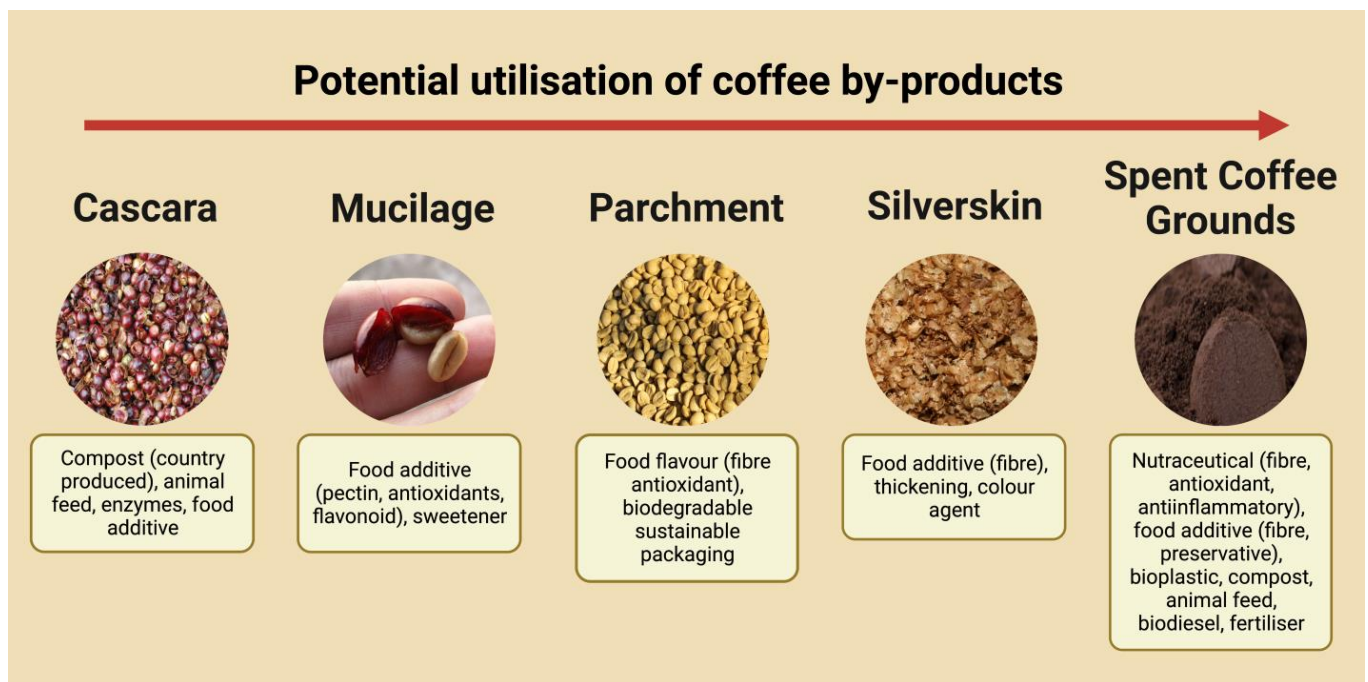 Potential utilisation of coffee by-products
Cascara
Compost (country
produced), animal
feed, enzymes, food
additive
Mucilage
Food additive
(pectin, antioxidants,
flavonoid), sweetener
Parchment
Food flavour (fibre
antioxidant),
biodegradable
sustainable
packaging
Silverskin
Food additive (fibre),
thickening, colour
agent
Spent Coffee
Grounds
Nutraceutical (fibre,
antioxidant,
antiinflammatory),
food additive (fibre,
preservative),
bioplastic, compost,
animal feed,
biodiesel, fertiliser